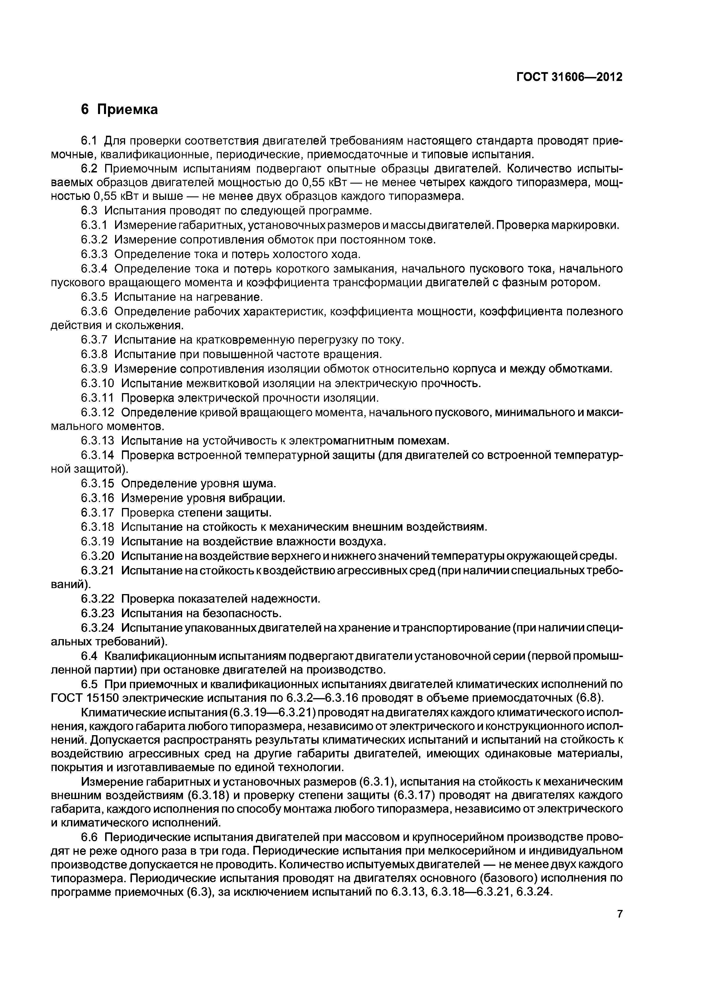 ГОСТ 31606—2012
6 Приемка
6.1 Для проверки соответствия двигателей требованиям настоящего стандарта проводят прие-
мочные, квалификационные, периодические, приемосдаточные и типовые испытания.
6.2 Приемочным испытаниям подвергают опытные образцы двигателей. Количество испыты-
ваемых образцов двигателей мощностью до 0,55 кВт — не менее четырех каждого типоразмера, мощ-
ностью 0,55 кВт и выше — не менее двух образцов каждого типоразмера.
6.3 Испытания проводят по следующей программе.
6.3.1 Измерение габаритных, установочных размеров и массы двигателей. Проверка маркировки.
6.3.2 Измерение сопротивления обмоток при постоянном токе.
6.3.3 Определение тока и потерь холостого хода.
6.3.4 Определение тока и потерь короткого замыкания, начального пускового тока, начального
пускового вращающего момента и коэффициента трансформации двигателей с фазным ротором.
6.3.5 Испытание на нагревание.
6.3.6 Определение рабочих характеристик, коэффициента мощности, коэффициента полезного
действия и скольжения.
6.3.7 Испытание на кратковременную перегрузку по току.
6.3.8 Испытание при повышенной частоте вращения.
6.3.9 Измерение сопротивления изоляции обмоток относительно корпуса и между обмотками.
6.3.10 Испытание межвитковой изоляции на электрическую прочность.
6.3.11 Проверка электрической прочности изоляции.
6.3.12 Определение кривой вращающего момента, начального пускового, минимального и макси-
мального моментов.
6.3.13 Испытание на устойчивость к электромагнитным помехам.
6.3.14 Проверка встроенной температурной защиты (для двигателей со встроенной температур-
ной защитой).
6.3.15 Определение уровня шума.
6.3.16 Измерение уровня вибрации.
6.3.17 Проверка степени защиты.
6.3.18 Испытание на стойкость к механическим внешним воздействиям.
6.3.19 Испытание на воздействие влажности воздуха.
6.3.20 Испытание на воздействие верхнего и нижнего значений температуры окружающей среды.
6.3.21 Испытание на стойкость к воздействию агрессивных сред (при наличии специальных требо-
ваний).
6.3.22 Проверка показателей надежности.
6.3.23 Испытания на безопасность.
6.3.24 Испытание упакованных двигателей на хранение и транспортирование (при наличии специ-
альных требований).
6.4 Квалификационным испытаниям подвергают двигатели установочной серии (первой промыш-
ленной партии) при остановке двигателей на производство.
6.5 При приемочных и квалификационных испытаниях двигателей климатических исполнений по
ГОСТ 15150 электрические испытания по 6.3.2—6.3.16 проводят в объеме приемосдаточных (6.8).
Климатические испытания (6.3.19—6.3.21) проводят на двигателях каждого климатического испол-
нения, каждого габарита любого типоразмера, независимо от электрического и конструкционного испол-
нений. Допускается распространять результаты климатических испытаний и испытаний на стойкость к
воздействию агрессивных сред на другие габариты двигателей, имеющих одинаковые материалы,
покрытия и изготавливаемые по единой технологии.
Измерение габаритных и установочных размеров (6.3.1), испытания на стойкость к механическим
внешним воздействиям (6.3.18) и проверку степени защиты (6.3.17) проводят на двигателях каждого
габарита, каждого исполнения по способу монтажа любого типоразмера, независимо от электрического
и климатического исполнений.
6.6 Периодические испытания двигателей при массовом и крупносерийном производстве прово-
дят не реже одного раза в три года. Периодические испытания при мелкосерийном и индивидуальном
производстве допускается не проводить. Количество испытуемых двигателей — не менее двух каждого
типоразмера. Периодические испытания проводят на двигателях основного (базового) исполнения по
программе приемочных (6.3), за исключением испытаний по 6.3.13, 6.3.18—6.3.21, 6.3.24.
7